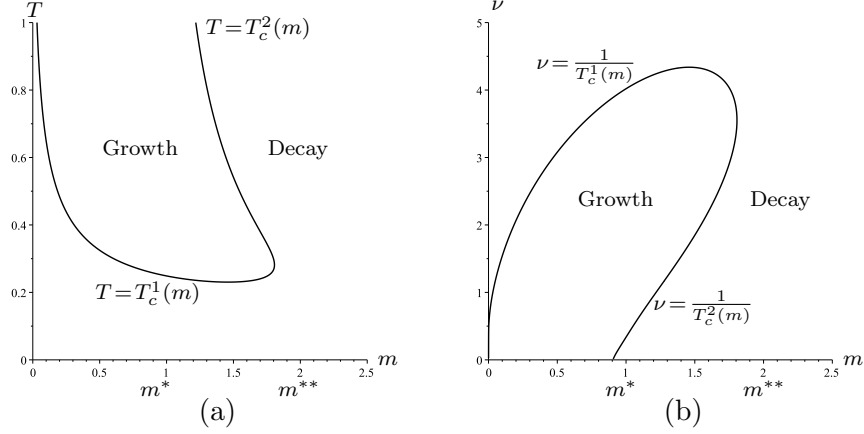 T
1
T=T_c^2(m)
0.8
Growth
Decay
0.6
0.4
T=T_c^1(m)
0.2
0
0
0.5
1
1.5
2
2.5
m
m*
m**
(a)
ν
5
ν=1/T_c^1(m)
4
3
Growth
Decay
2
ν=1/T_c^2(m)
1
0
0
0.5
1
1.5
2
2.5
m
m*
m**
(b)